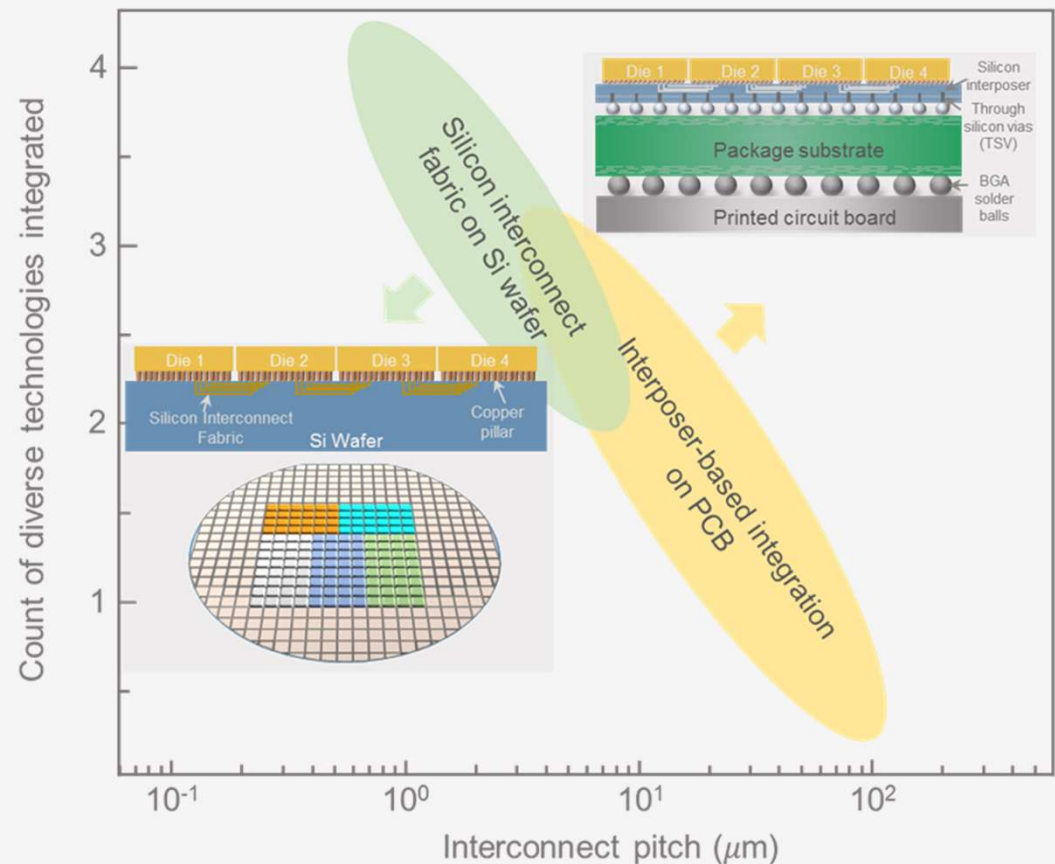 Count of diverse technologies integrated
4
3
2
1
Silicon interconnect
fabric on Si wafer
Interposer-based integration
on PCB
Die 1 Die 2 Die 3 Die 4
Silicon
interposer
Through
silicon vias
(TSV)
Package substrate
BGA
solder
balls
Printed circuit board
Die 1 Die 2 Die 3 Die 4
Silicon Interconnect
Fabric
Copper
pillar
Si Wafer
10⁻¹ 10⁰ 10¹ 10²
Interconnect pitch (μm)